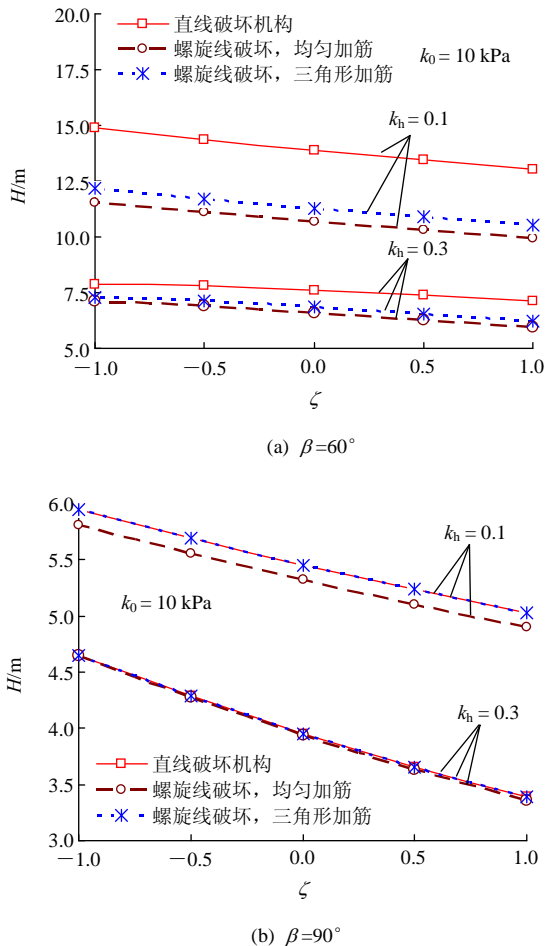 20.0
直线破坏机构
螺旋线破坏，均匀加筋
螺旋线破坏，三角形加筋
k₀ = 10 kPa
17.5
15.0
12.5
10.0
7.5
5.0
H/m
kₕ = 0.1
kₕ = 0.3
−1.0 −0.5 0.0 0.5 1.0
ζ
(a) β=60°
6.0
5.5
5.0
4.5
4.0
3.5
3.0
H/m
k₀ = 10 kPa
kₕ = 0.1
kₕ = 0.3
直线破坏机构
螺旋线破坏，均匀加筋
螺旋线破坏，三角形加筋
−1.0 −0.5 0.0 0.5 1.0
ζ
(b) β=90°